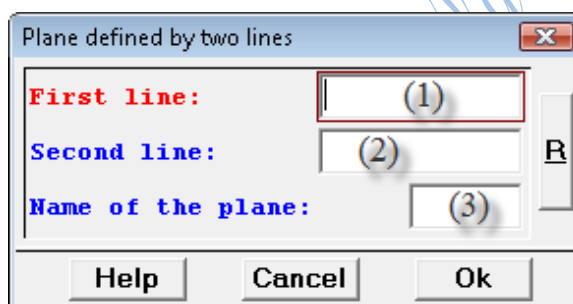 Plane defined by two lines
First line: (1)
Second line: (2)
R
Name of the plane: (3)
Help Cancel Ok